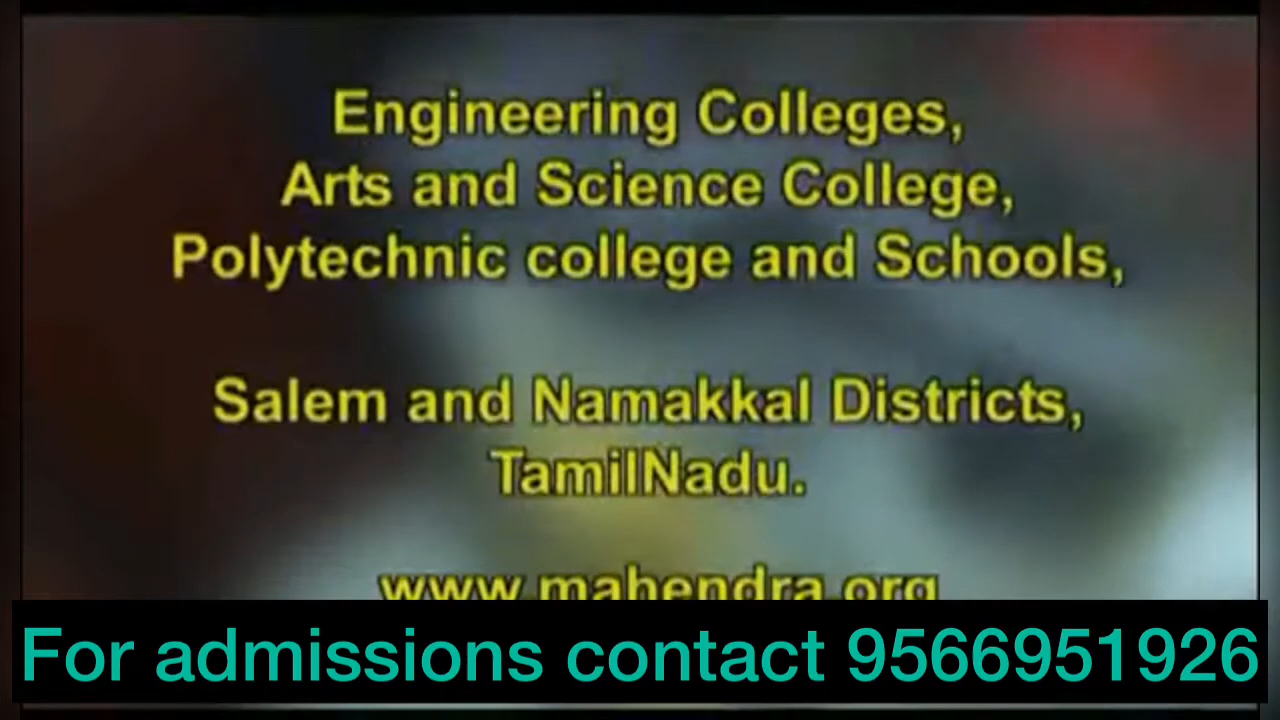 Engineering Colleges,
Arts and Science College,
Polytechnic college and Schools,
Salem and Namakkal Districts,
TamilNadu.
www.mahendra.org
For admissions contact 9566951926